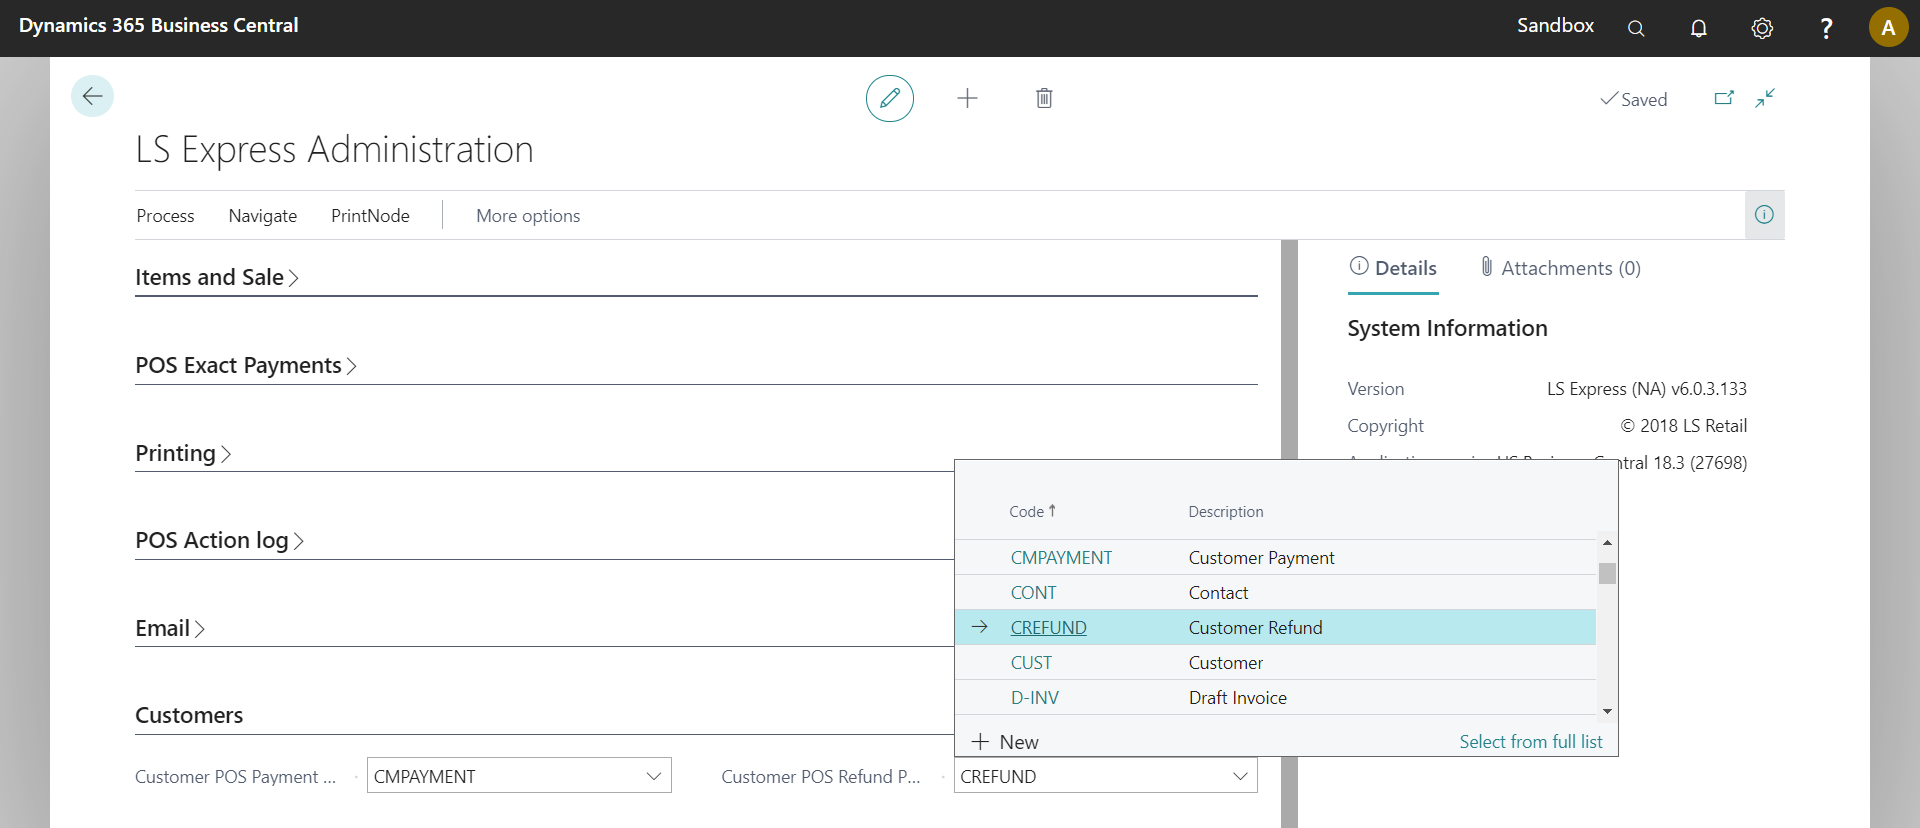 Dynamics 365 Business Central
Sandbox
?
A
Saved
LS Express Administration
Process Navigate PrintNode More options
Items and Sale
Details Attachments (0)
System Information
POS Exact Payments
Version LS Express (NA) v6.0.3.133
Copyright © 2018 LS Retail
Printing
18.3 (27698)
Code ↑ Description
POS Action log
CMPAYMENT Customer Payment
CONT Contact
Email
→ CREFUND Customer Refund
CUST Customer
D-INV Draft Invoice
Customers
+ New Select from full list
Customer POS Payment ... CMPAYMENT Customer POS Refund P... CREFUND